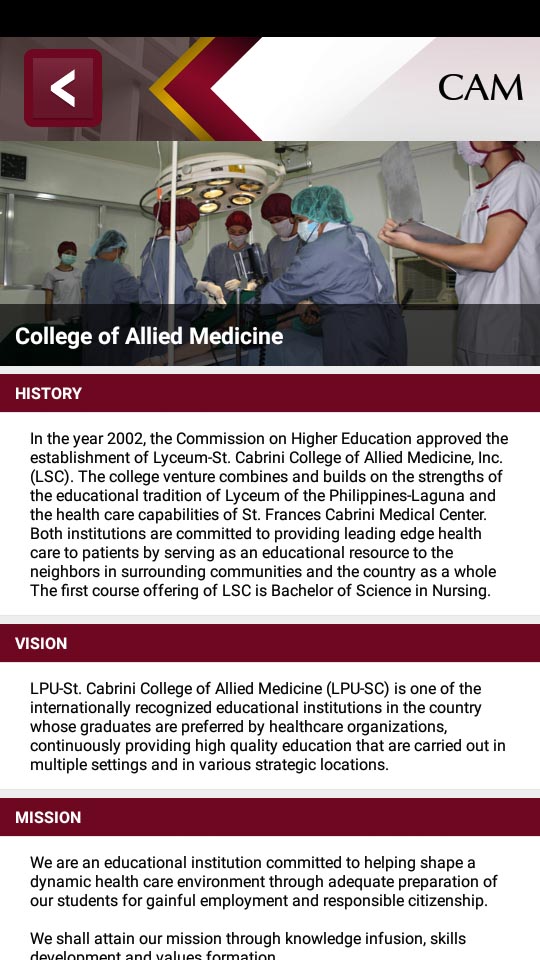 CAM
College of Allied Medicine
HISTORY
In the year 2002, the Commission on Higher Education approved the
establishment of Lyceum-St. Cabrini College of Allied Medicine, Inc.
(LSC). The college venture combines and builds on the strengths of
the educational tradition of Lyceum of the Philippines-Laguna and
the health care capabilities of St. Frances Cabrini Medical Center.
Both institutions are committed to providing leading edge health
care to patients by serving as an educational resource to the
neighbors in surrounding communities and the country as a whole
The first course offering of LSC is Bachelor of Science in Nursing.
VISION
LPU-St. Cabrini College of Allied Medicine (LPU-SC) is one of the
internationally recognized educational institutions in the country
whose graduates are preferred by healthcare organizations,
continuously providing high quality education that are carried out in
multiple settings and in various strategic locations.
MISSION
We are an educational institution committed to helping shape a
dynamic health care environment through adequate preparation of
our students for gainful employment and responsible citizenship.
We shall attain our mission through knowledge infusion, skills
development and values formation.